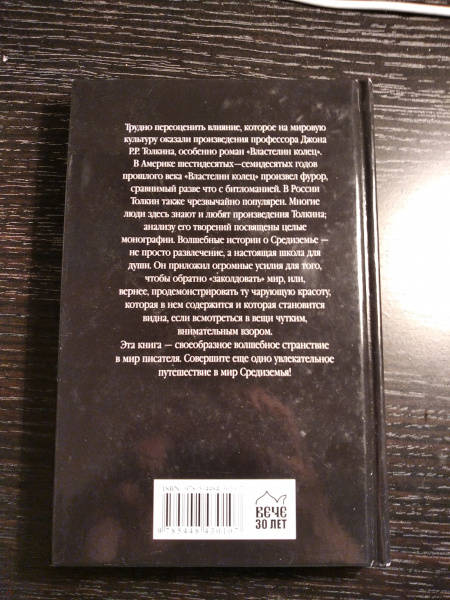 Трудно переоценить влияние, которое на мировую
культуру оказали произведения профессора Джона
Р.Р. Толкина, особенно роман «Властелин колец».
В Америке шестидесятых—семидесятых годов
прошлого века «Властелин колец» произвел фурор,
сравнимый разве что с битломанией. В России
Толкин также чрезвычайно популярен. Многие
люди здесь знают и любят произведения Толкина;
анализу его творений посвящены целые
монографии. Волшебные истории о Средиземье —
не просто развлечение, а настоящая школа для
души. Он приложил огромные усилия для того,
чтобы обратно «заколдовать» мир, или,
вернее, продемонстрировать ту чарующую красоту,
которая в нем содержится и которая становится
видна, если всмотреться в вещи чутким,
внимательным взором.
Эта книга — своеобразное волшебное странствие
в мир писателя. Совершите еще одно увлекательное
путешествие в мир Средиземья!
ISBN
9 785448 470107
ВЕЧЕ
30 ЛЕТ